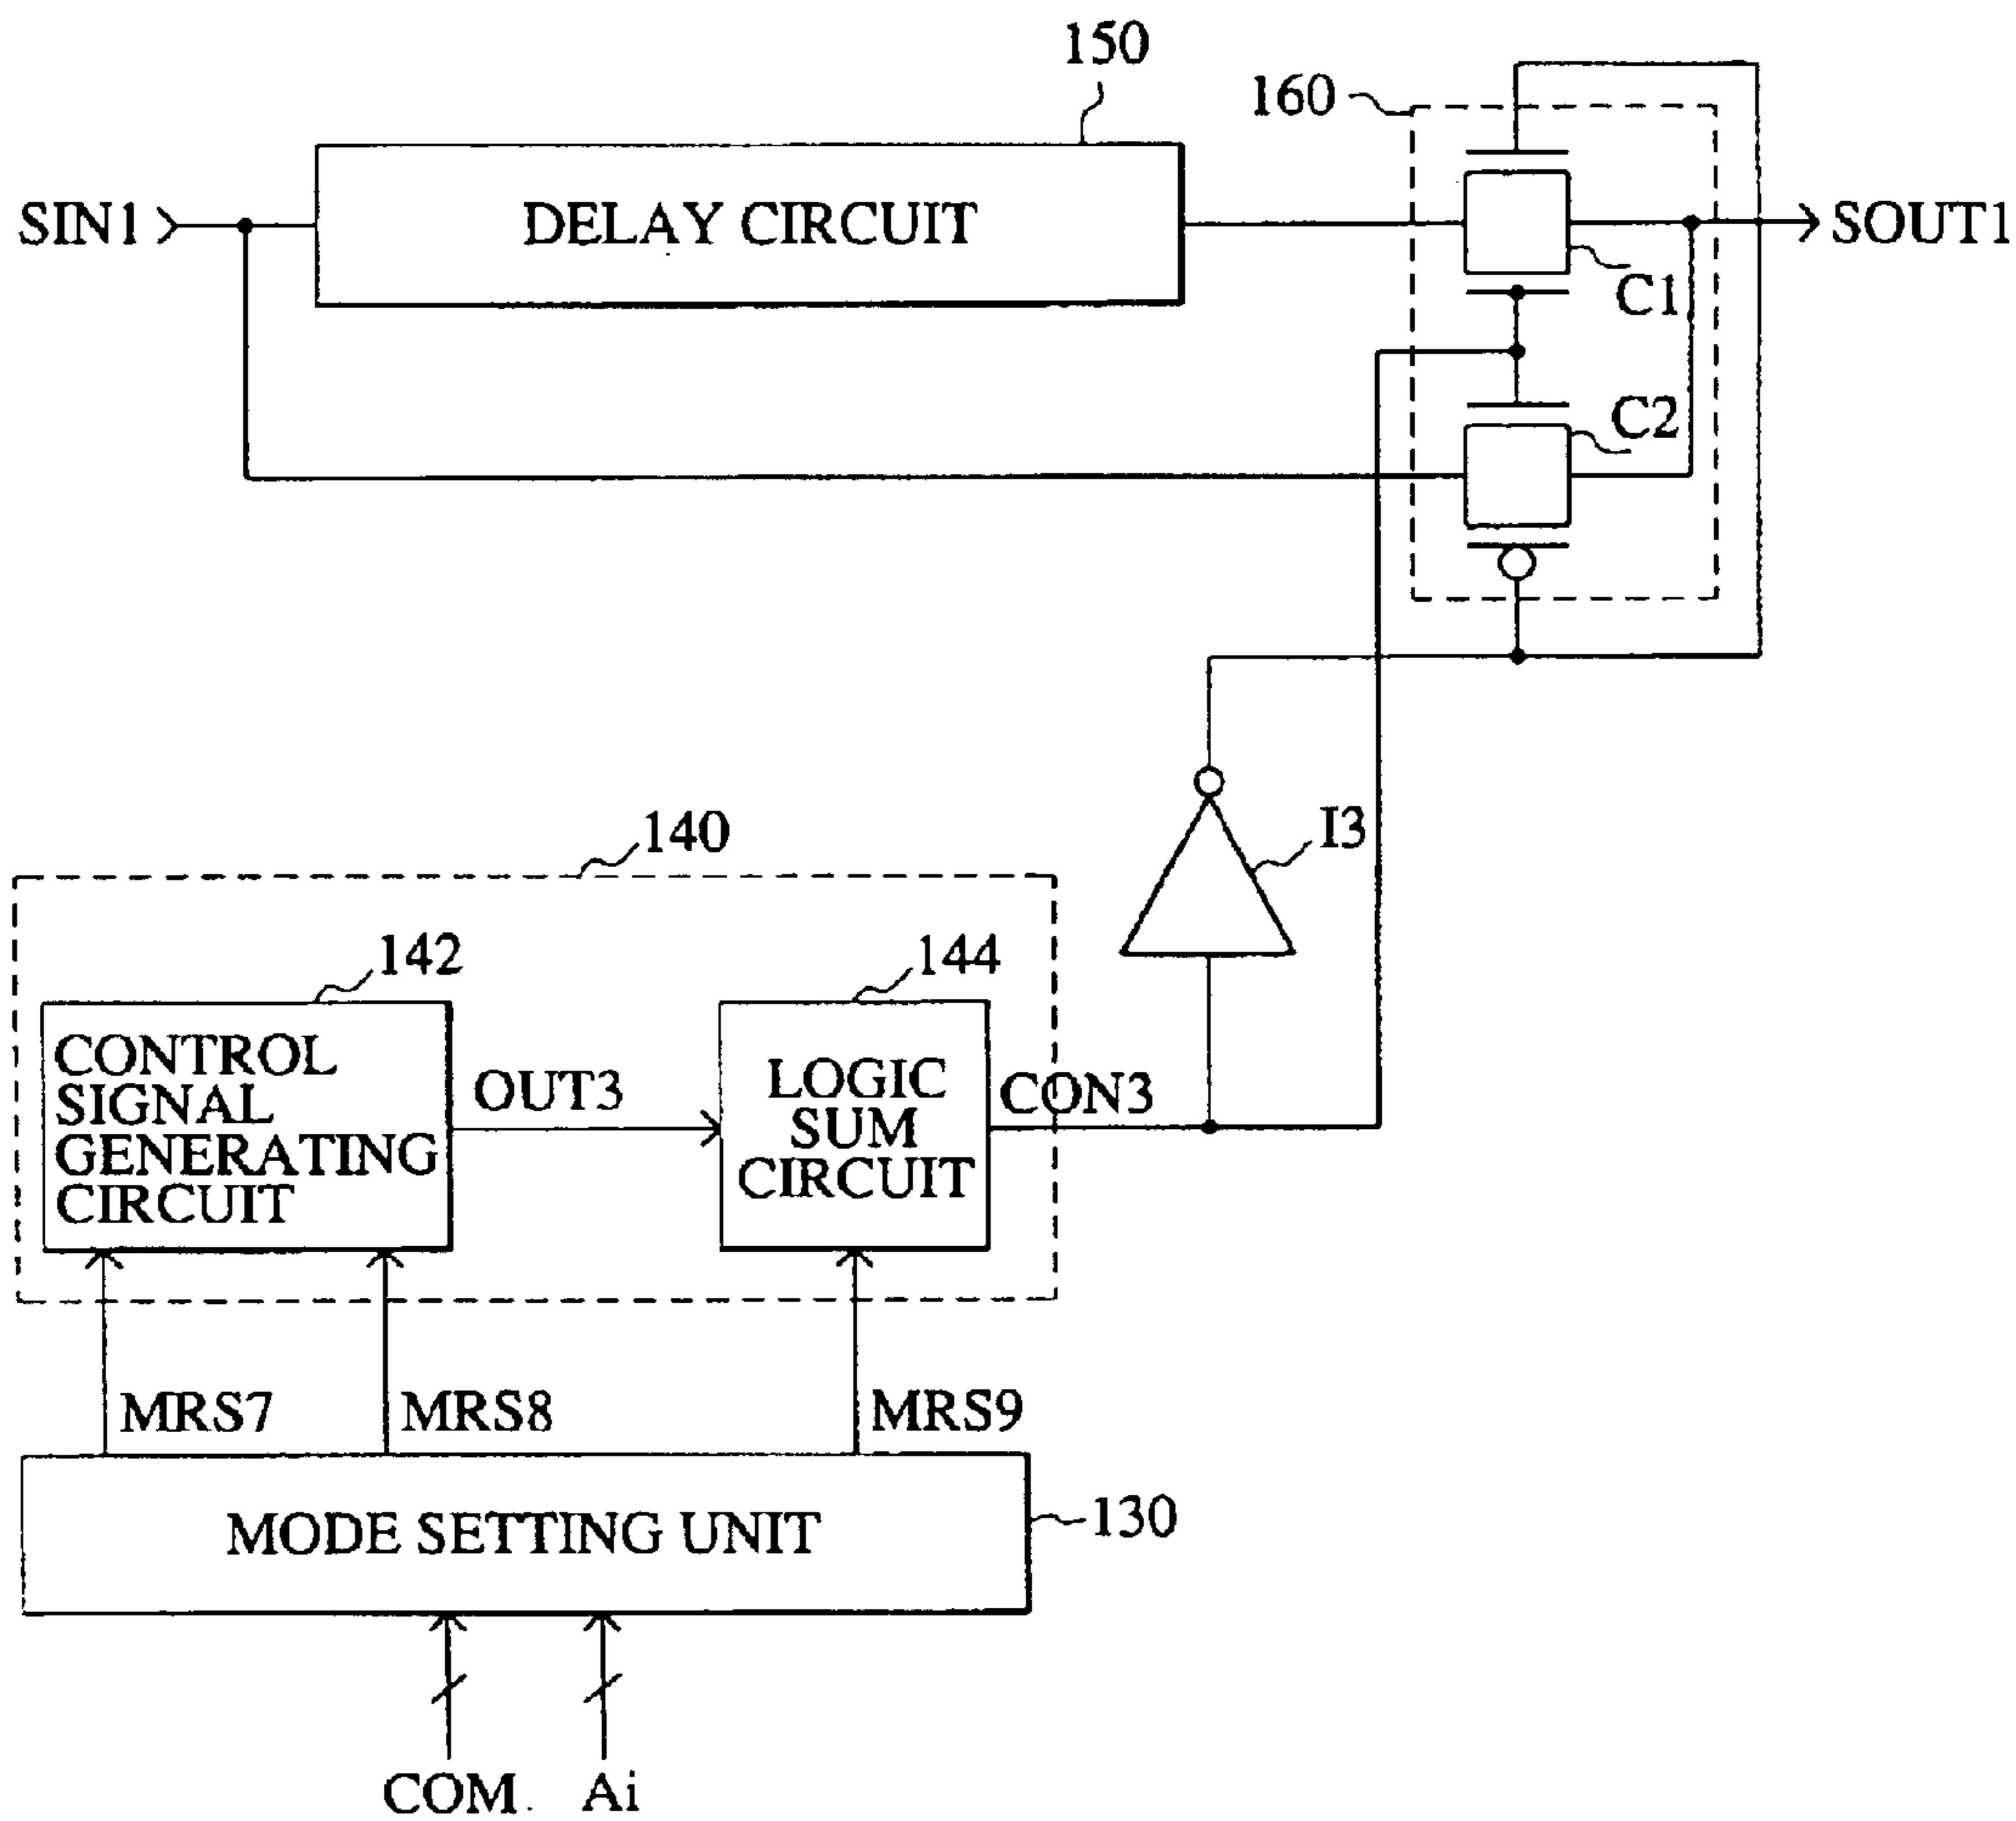 150
160
SIN1
DELAY CIRCUIT
SOUT1
C1
C2
I3
140
142
144
CONTROL
SIGNAL
GENERATING
CIRCUIT
OUT3
LOGIC
SUM
CIRCUIT
CON3
MRS7
MRS8
MRS9
MODE SETTING UNIT
130
COM
Ai